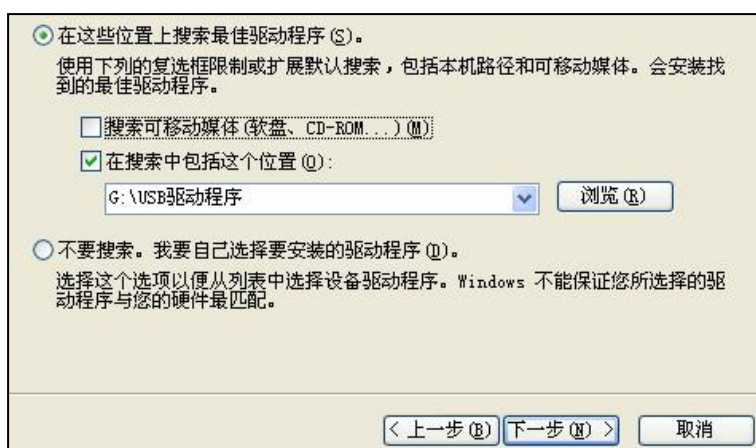 在这些位置上搜索最佳驱动程序(S)。
使用下列的复选框限制或扩展默认搜索，包括本机路径和可移动媒体。会安装找
到的最佳驱动程序。
搜索可移动媒体(软盘、CD-ROM...)(M)
在搜索中包括这个位置(O):
G:\USB驱动程序
浏览(R)
不要搜索。我要自己选择要安装的驱动程序(D)。
选择这个选项以便从列表中选择设备驱动程序。Windows 不能保证您所选择的驱
动程序与您的硬件最匹配。
< 上一步(B) 下一步(N) > 取消